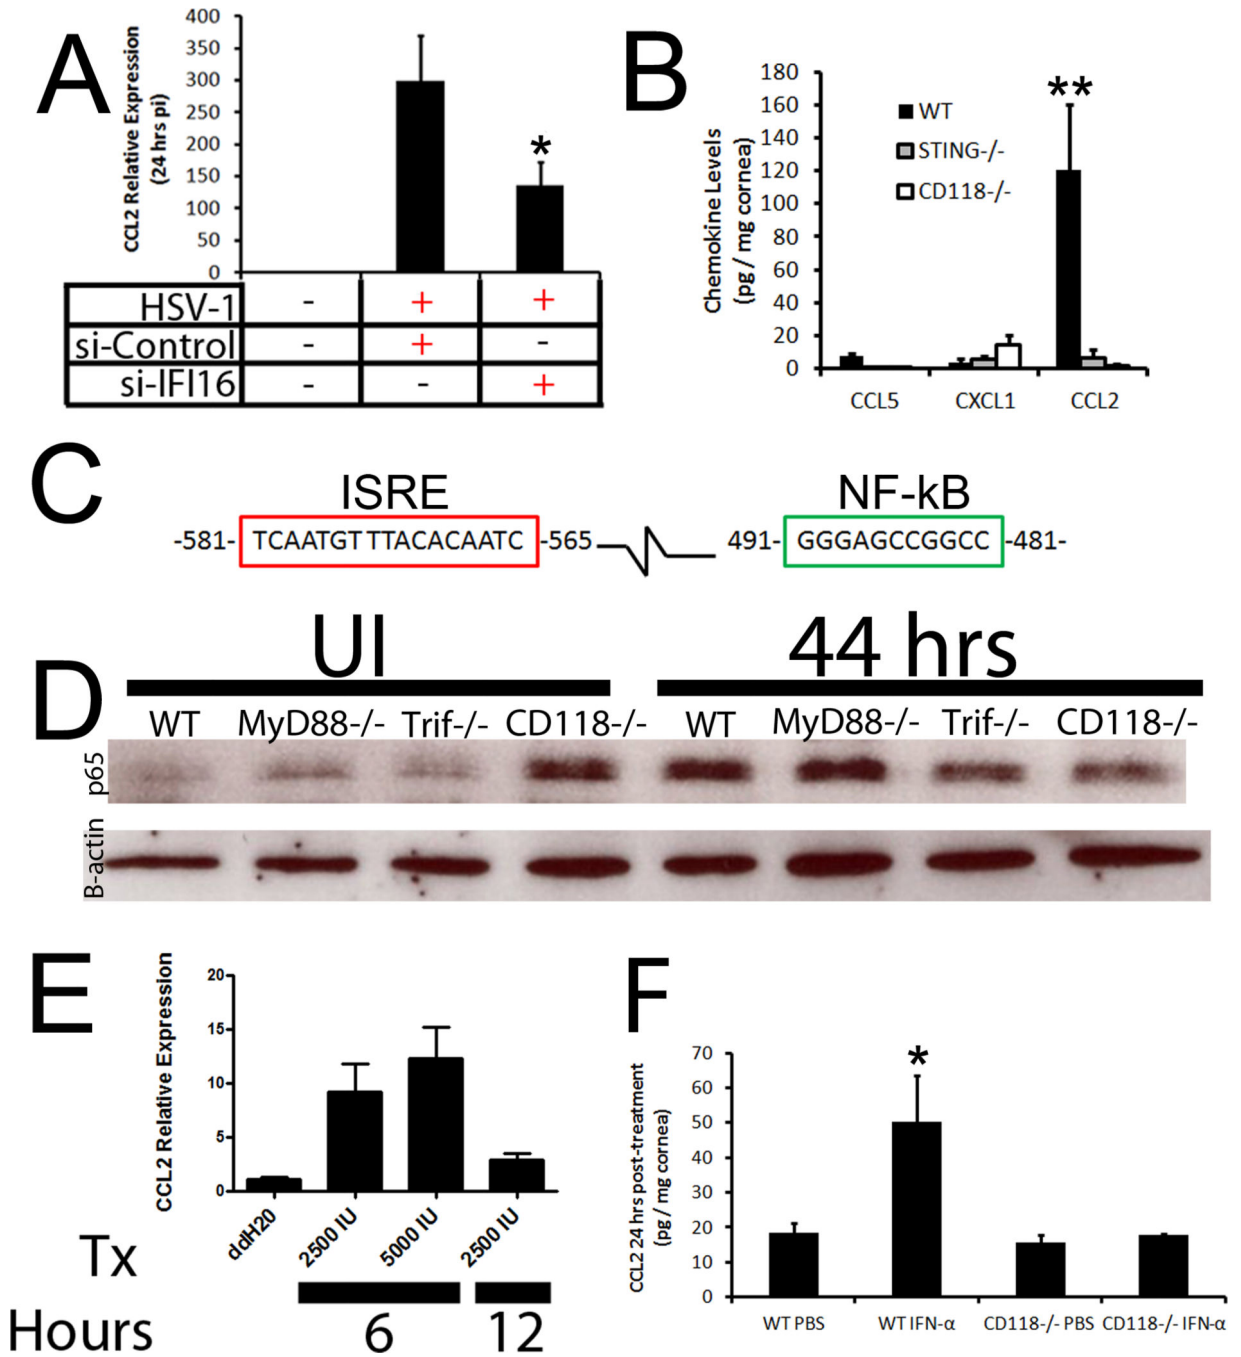 A
CCL2 Relative Expression
(24 hrs pi)
400
350
300
250
200
150
100
50
0
*
HSV-1 - + +
si-Control - + -
si-IFI16 - - +
B
Chemokine Levels
(pg / mg cornea)
180
160
140
120
100
80
60
40
20
0
WT
STING-/-
CD118-/-
**
CCL5 CXCL1 CCL2
C
ISRE NF-kB
-581- TCAATGTTTACACAATC -565 491- GGGAGCCGGCC -481-
D
UI 44 hrs
WT MyD88-/- Trif-/- CD118-/- WT MyD88-/- Trif-/- CD118-/-
p65
B-actin
E
CCL2 Relative Expression
20
15
10
5
0
ddH20 2500 IU 5000 IU 2500 IU
Tx
Hours 6 12
F
CCL2 24 hrs post-treatment
(pg / mg cornea)
70
60
50
40
30
20
10
0
*
WT PBS WT IFN-α CD118-/- PBS CD118-/- IFN-α